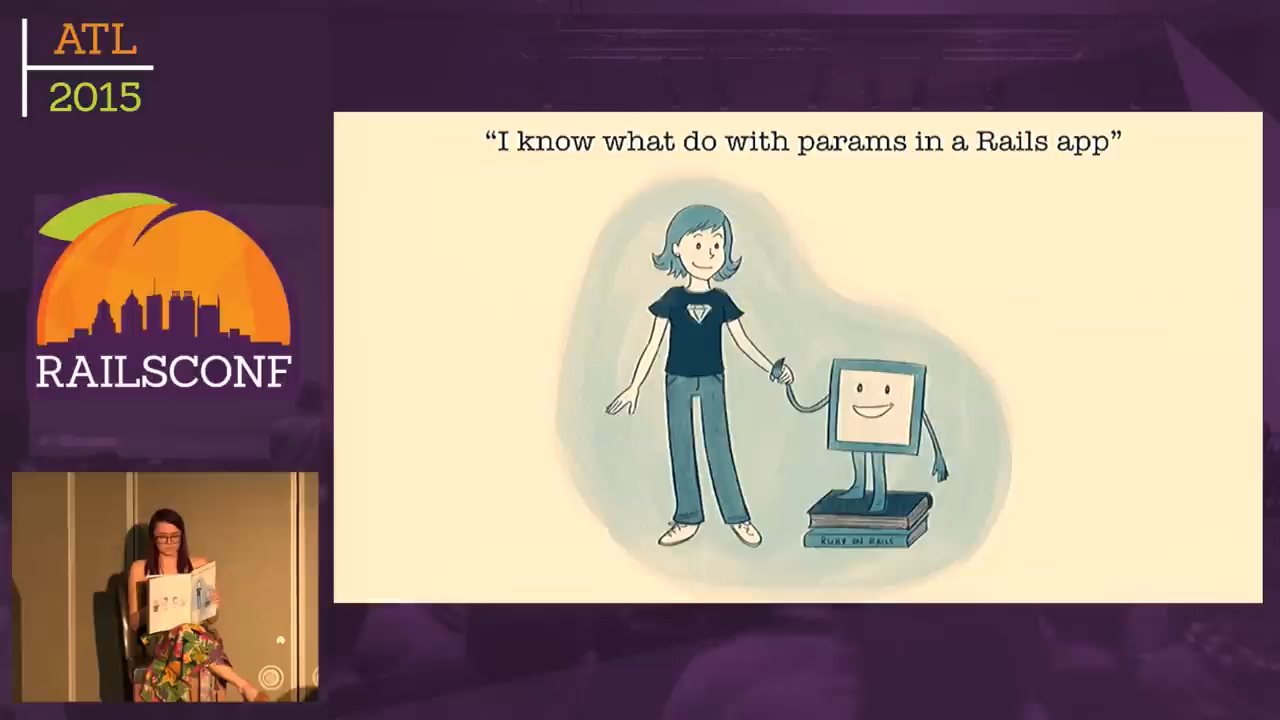 ATL
2015
RAILSCONF
“I know what do with params in a Rails app”
RUBY ON RAILS